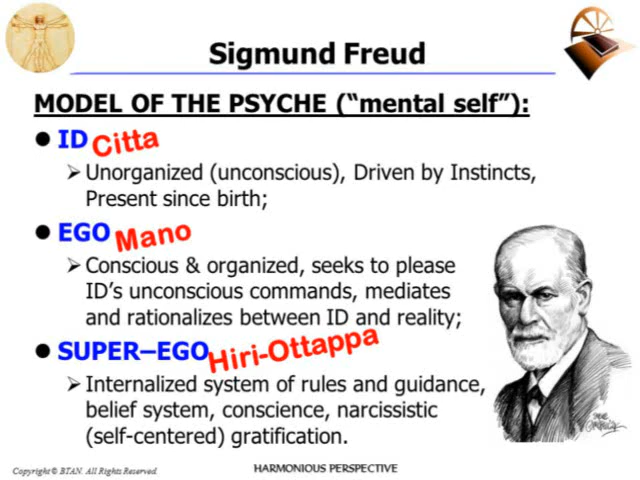 Sigmund Freud
MODEL OF THE PSYCHE (“mental self”):
ID Citta
Unorganized (unconscious), Driven by Instincts,
Present since birth;
EGO Mano
Conscious & organized, seeks to please
ID’s unconscious commands, mediates
and rationalizes between ID and reality;
SUPER–EGO Hiri-Ottappa
Internalized system of rules and guidance,
belief system, conscience, narcissistic
(self-centered) gratification.
Copyright © BTAN. All Rights Reserved
HARMONIOUS PERSPECTIVE